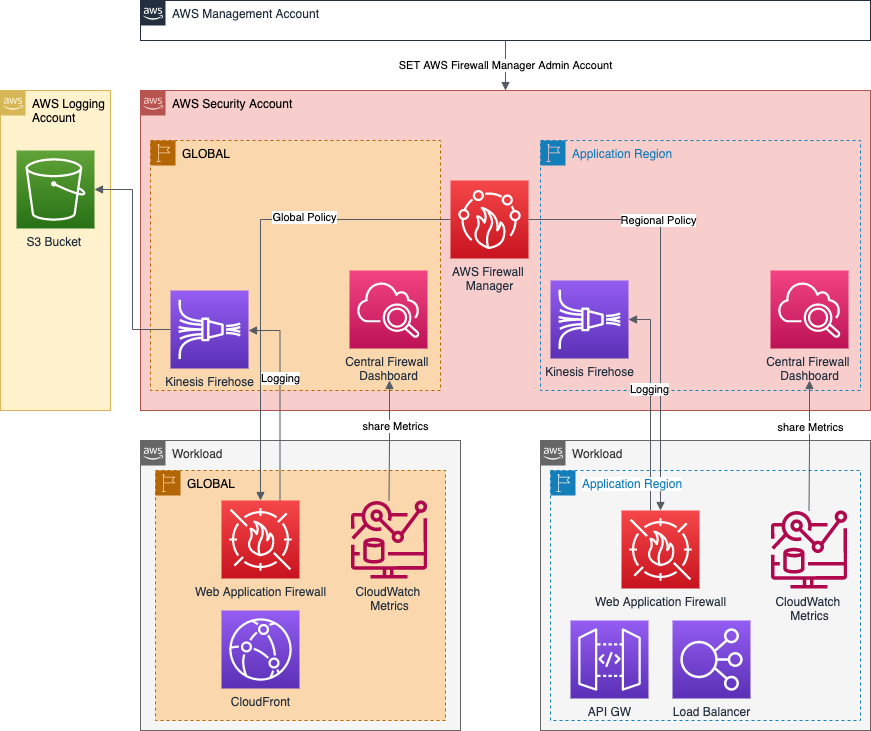 aws
AWS Management Account
SET AWS Firewall Manager Admin Account
aws
AWS Logging
Account
S3 Bucket
aws
AWS Security Account
GLOBAL
Application Region
Global Policy
Regional Policy
AWS Firewall
Manager
Kinesis Firehose
Central Firewall
Dashboard
Kinesis Firehose
Central Firewall
Dashboard
Logging
Logging
share Metrics
share Metrics
aws
Workload
GLOBAL
Web Application Firewall
CloudWatch
Metrics
CloudFront
aws
Workload
Application Region
Web Application Firewall
CloudWatch
Metrics
</>
API GW
Load Balancer